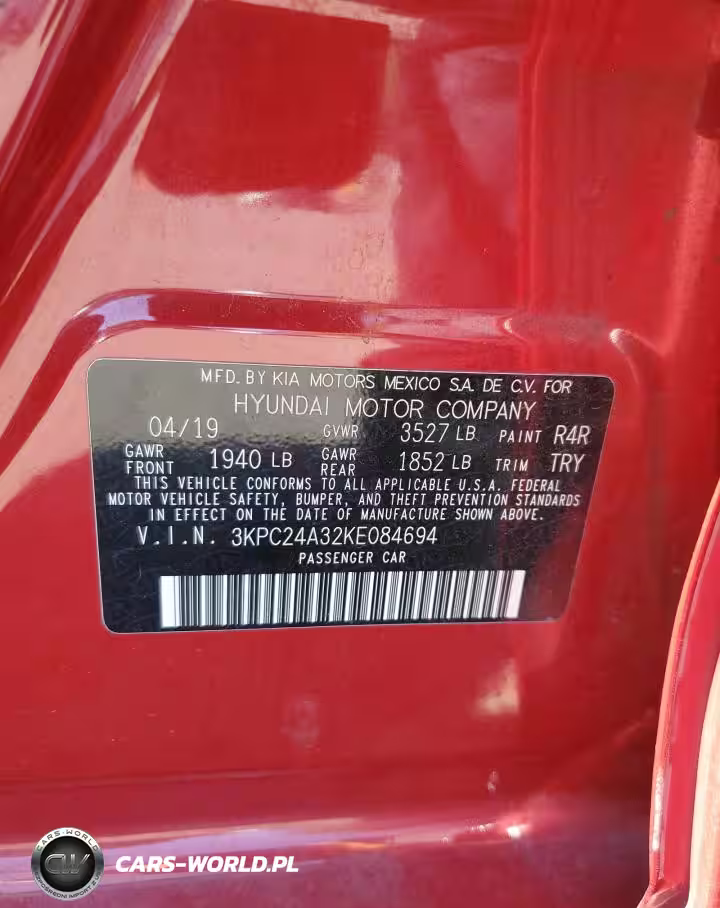 MFD. BY KIA MOTORS MEXICO S.A. DE C.V. FOR
HYUNDAI MOTOR COMPANY
04/19 GVWR 3527 LB PAINT R4R
GAWR FRONT 1940 LB GAWR REAR 1852 LB TRIM TRY
THIS VEHICLE CONFORMS TO ALL APPLICABLE U.S.A. FEDERAL
MOTOR VEHICLE SAFETY, BUMPER, AND THEFT PREVENTION STANDARDS
IN EFFECT ON THE DATE OF MANUFACTURE SHOWN ABOVE.
V.I.N. 3KPC24A32KE084694
PASSENGER CAR
CARS-WORLD
CW
CARS-WORLD.PL